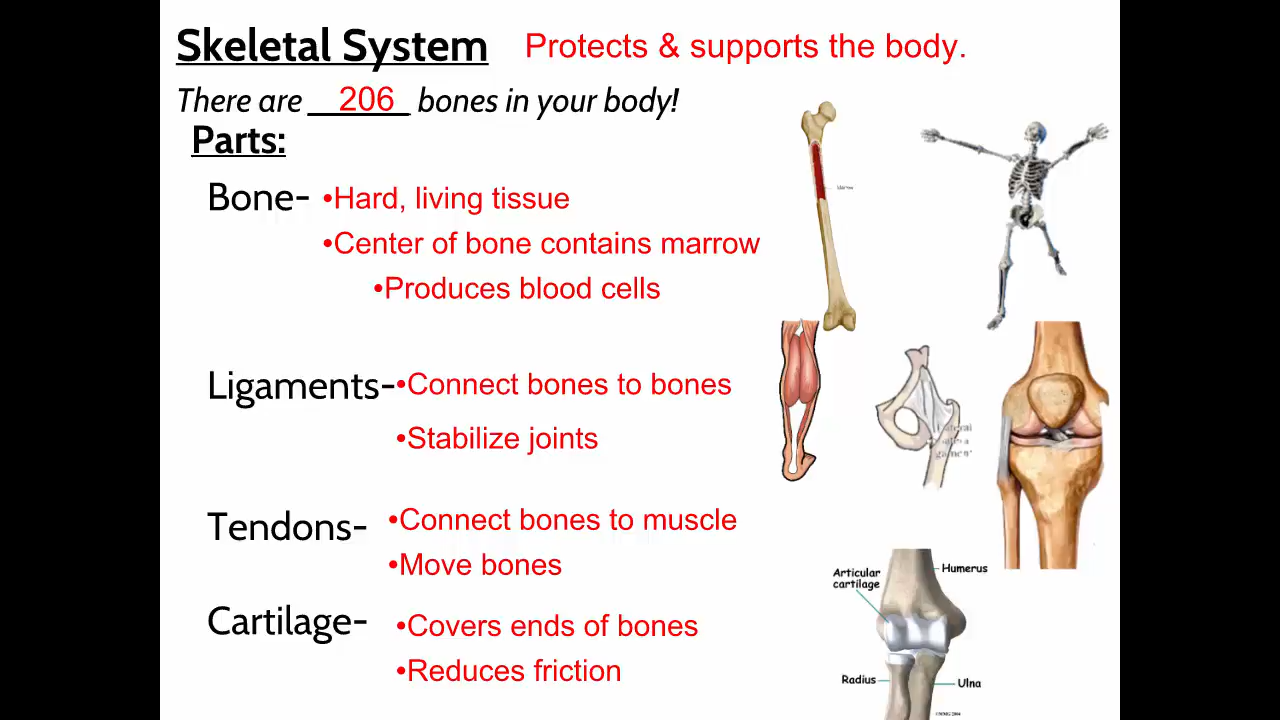 Skeletal System Protects & supports the body.
There are 206 bones in your body!
Parts:
Bone- •Hard, living tissue
•Center of bone contains marrow
•Produces blood cells
Ligaments- •Connect bones to bones
•Stabilize joints
Tendons- •Connect bones to muscle
•Move bones
Cartilage- •Covers ends of bones
•Reduces friction
Articular
cartilage
Humerus
Radius
Ulna